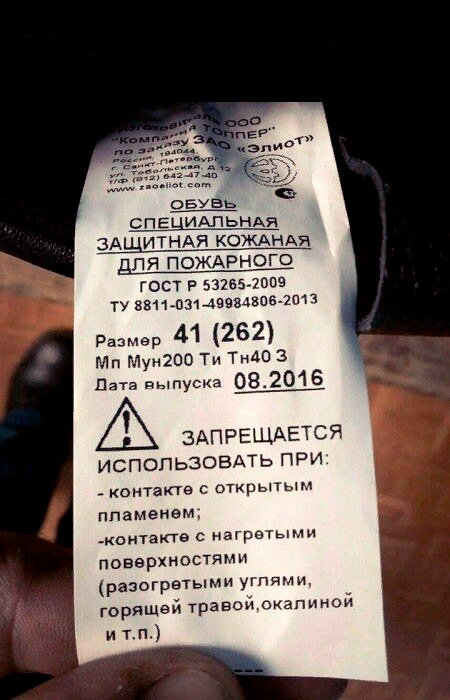 Изготовитель ООО
"Компания ТОППЕР"
по заказу ЗАО «Элиот»
Россия, 194044,
г. Санкт-Петербург,
ул. Тобольская, д.12
т/ф (812) 542-47-40
www.zaoeliot.com
ОБУВЬ
СПЕЦИАЛЬНАЯ
ЗАЩИТНАЯ КОЖАНАЯ
ДЛЯ ПОЖАРНОГО
ГОСТ Р 53265-2009
ТУ 8811-031-49984806-2013
Размер 41 (262)
Мп Мун200 Ти Тн40 З
Дата выпуска 08.2016
ЗАПРЕЩАЕТСЯ
ИСПОЛЬЗОВАТЬ ПРИ:
- контакте с открытым
пламенем;
-контакте с нагретыми
поверхностями
(разогретыми углями,
горящей травой,окалиной
и т.п.)